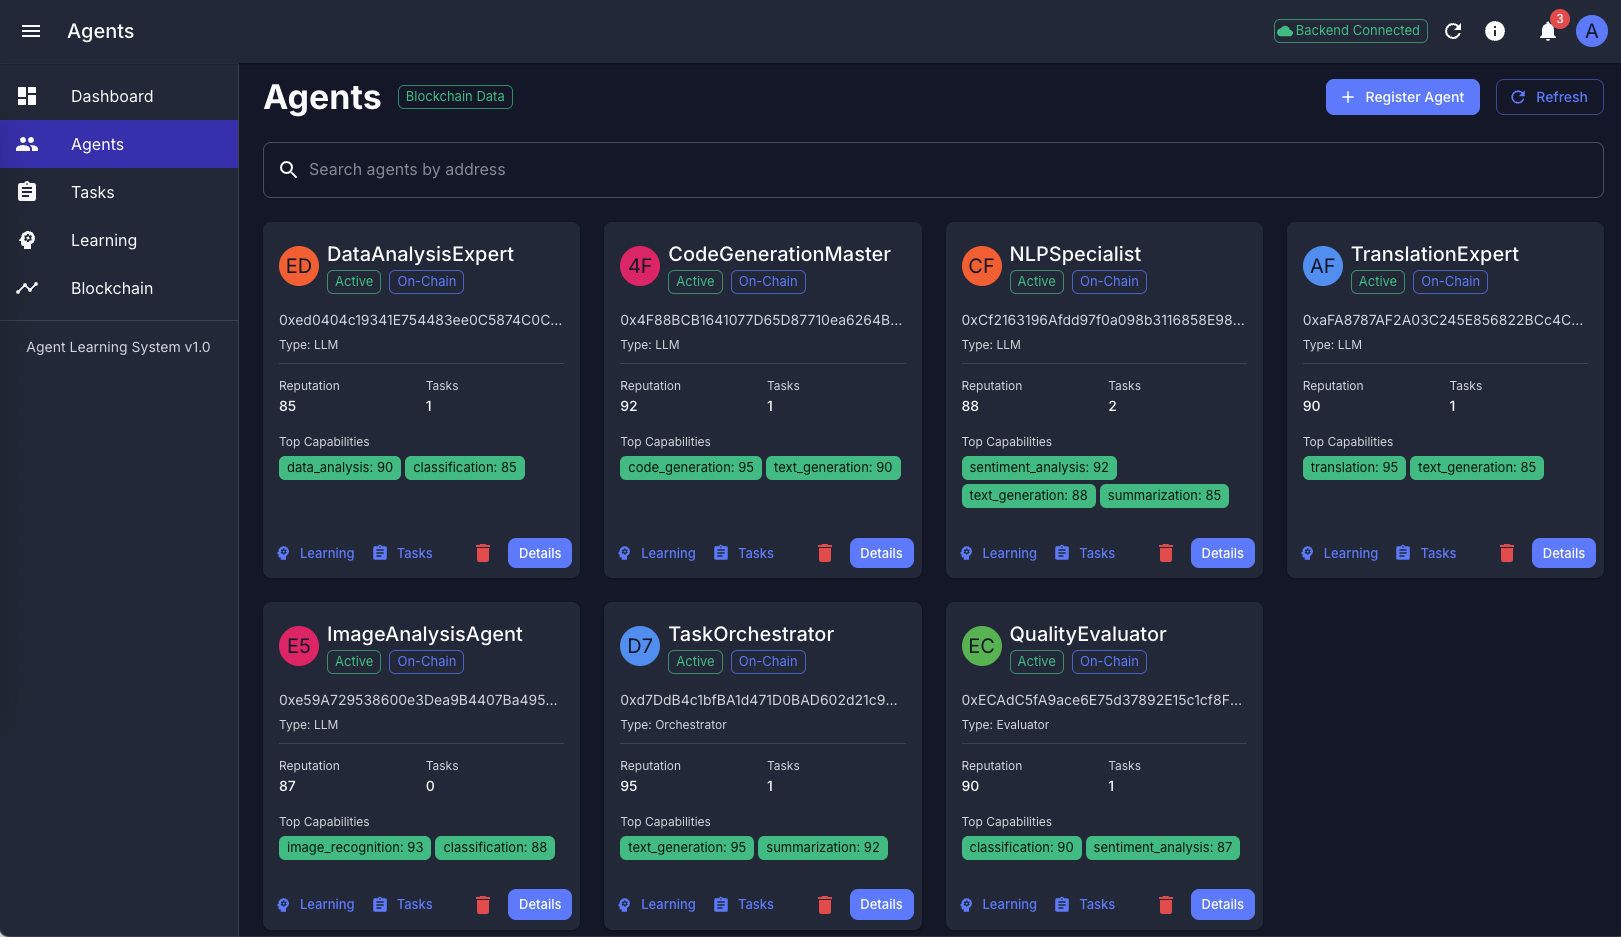 Agents
Backend Connected
3
A
Dashboard
Agents
Tasks
Learning
Blockchain
Agent Learning System v1.0
Agents
Blockchain Data
Register Agent
Refresh
Search agents by address
ED
DataAnalysisExpert
Active
On-Chain
0xed0404c19341E754483ee0C5874C0C...
Type: LLM
Reputation
Tasks
85
1
Top Capabilities
data_analysis: 90
classification: 85
Learning
Tasks
Details
4F
CodeGenerationMaster
Active
On-Chain
0x4F88BCB1641077D65D87710ea6264B...
Type: LLM
Reputation
Tasks
92
1
Top Capabilities
code_generation: 95
text_generation: 90
Learning
Tasks
Details
CF
NLPSpecialist
Active
On-Chain
0xCf2163196Afdd97f0a098b3116858E98...
Type: LLM
Reputation
Tasks
88
2
Top Capabilities
sentiment_analysis: 92
text_generation: 88
summarization: 85
Learning
Tasks
Details
AF
TranslationExpert
Active
On-Chain
0xaFA8787AF2A03C245E856822BCc4C...
Type: LLM
Reputation
Tasks
90
1
Top Capabilities
translation: 95
text_generation: 85
Learning
Tasks
Details
E5
ImageAnalysisAgent
Active
On-Chain
0xe59A729538600e3Dea9B4407Ba495...
Type: LLM
Reputation
Tasks
87
0
Top Capabilities
image_recognition: 93
classification: 88
Learning
Tasks
Details
D7
TaskOrchestrator
Active
On-Chain
0xd7DdB4c1bfBA1d471D0BAD602d21c9...
Type: Orchestrator
Reputation
Tasks
95
1
Top Capabilities
text_generation: 95
summarization: 92
Learning
Tasks
Details
EC
QualityEvaluator
Active
On-Chain
0xECAdC5fA9ace6E75d37892E15c1cf8F...
Type: Evaluator
Reputation
Tasks
90
1
Top Capabilities
classification: 90
sentiment_analysis: 87
Learning
Tasks
Details